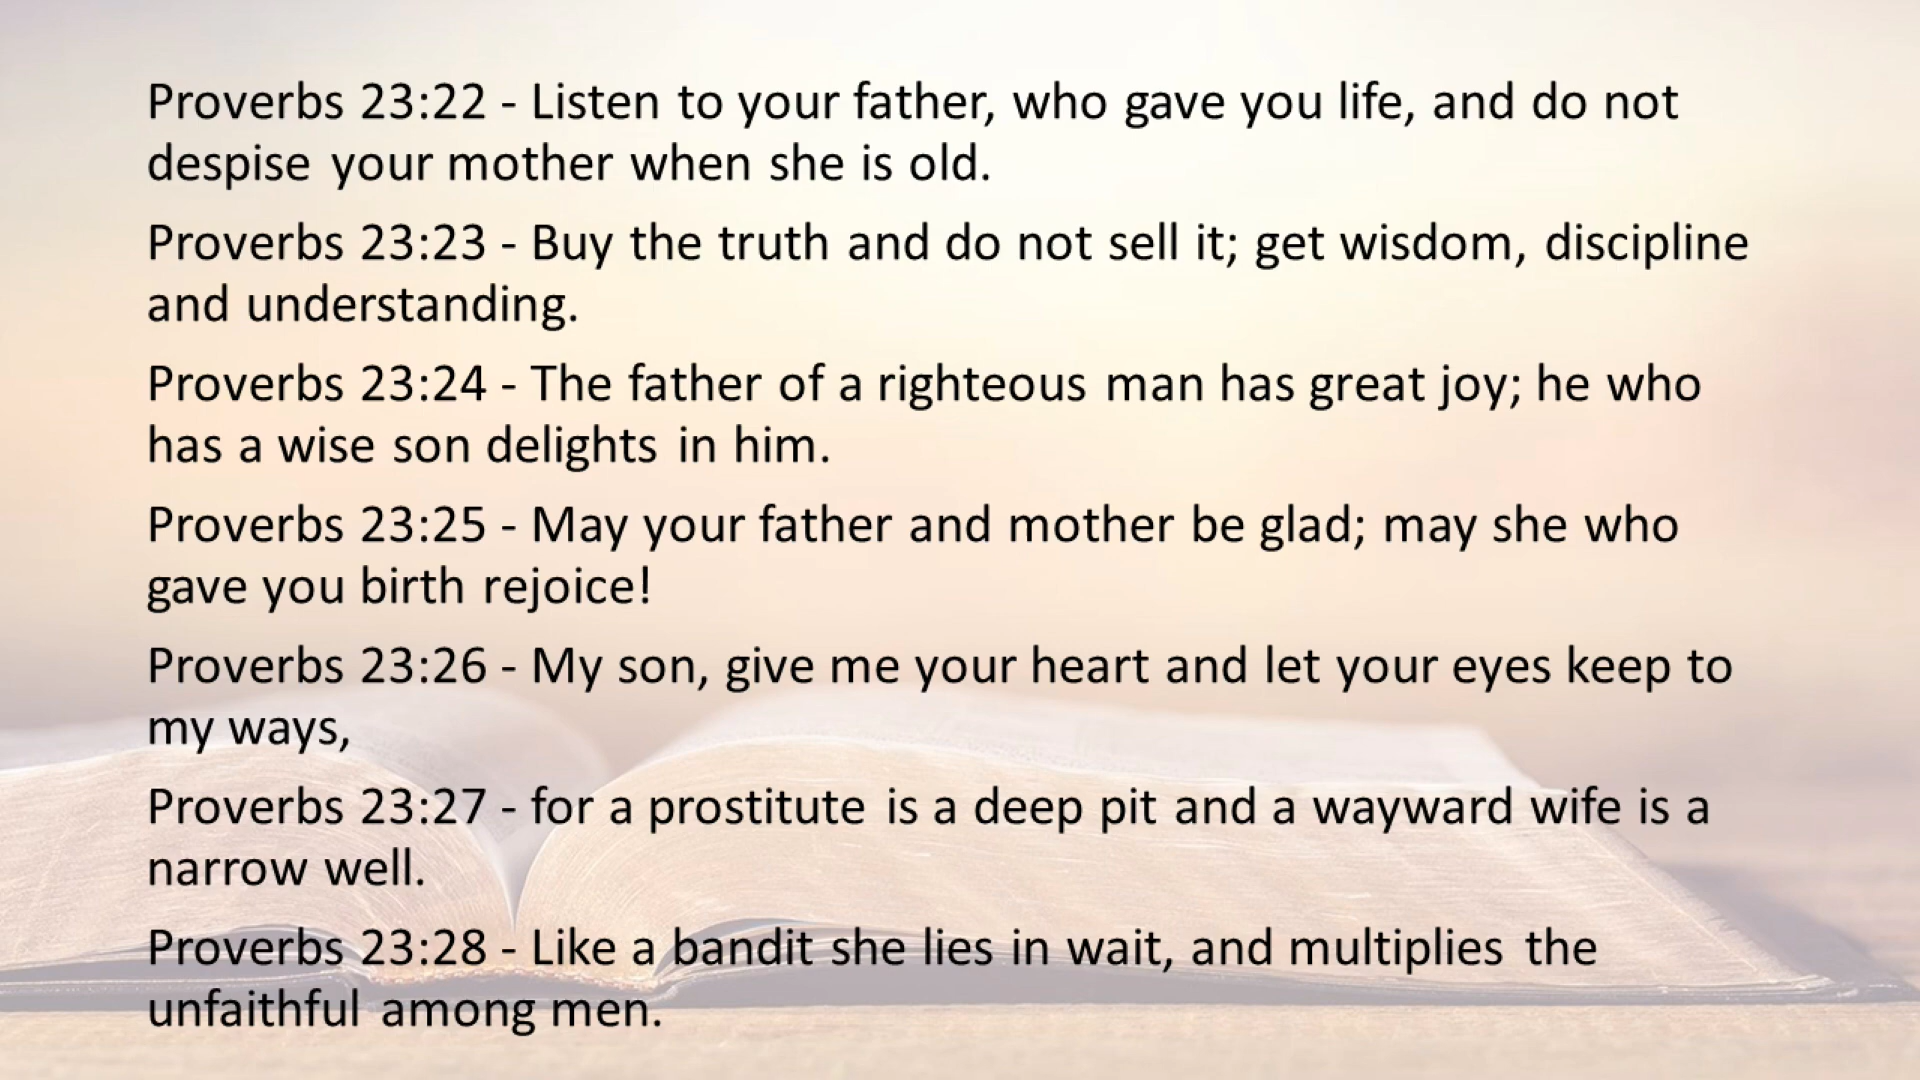 Proverbs 23:22 - Listen to your father, who gave you life, and do not
despise your mother when she is old.
Proverbs 23:23 - Buy the truth and do not sell it; get wisdom, discipline
and understanding.
Proverbs 23:24 - The father of a righteous man has great joy; he who
has a wise son delights in him.
Proverbs 23:25 - May your father and mother be glad; may she who
gave you birth rejoice!
Proverbs 23:26 - My son, give me your heart and let your eyes keep to
my ways,
Proverbs 23:27 - for a prostitute is a deep pit and a wayward wife is a
narrow well.
Proverbs 23:28 - Like a bandit she lies in wait, and multiplies the
unfaithful among men.